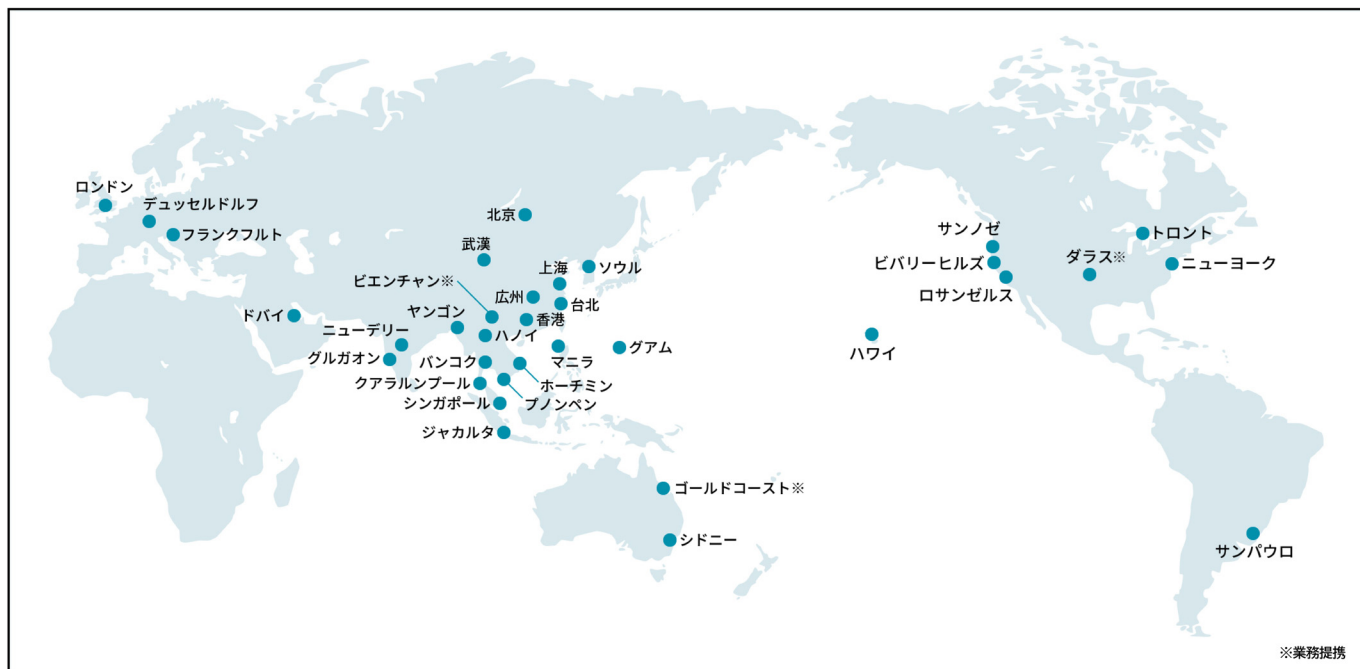 ロンドン
デュッセルドルフ
フランクフルト
北京
武漢
ビエンチャン※
上海
ソウル
広州
台北
ヤンゴン
香港
ドバイ
ニューデリー
ハノイ
グルガオン
バンコク
マニラ
グアム
クアラルンプール
ホーチミン
シンガポール
プノンペン
ジャカルタ
ゴールドコースト※
シドニー
サンノゼ
ビバリーヒルズ
ロサンゼルス
ダラス※
トロント
ニューヨーク
ハワイ
サンパウロ
※業務提携